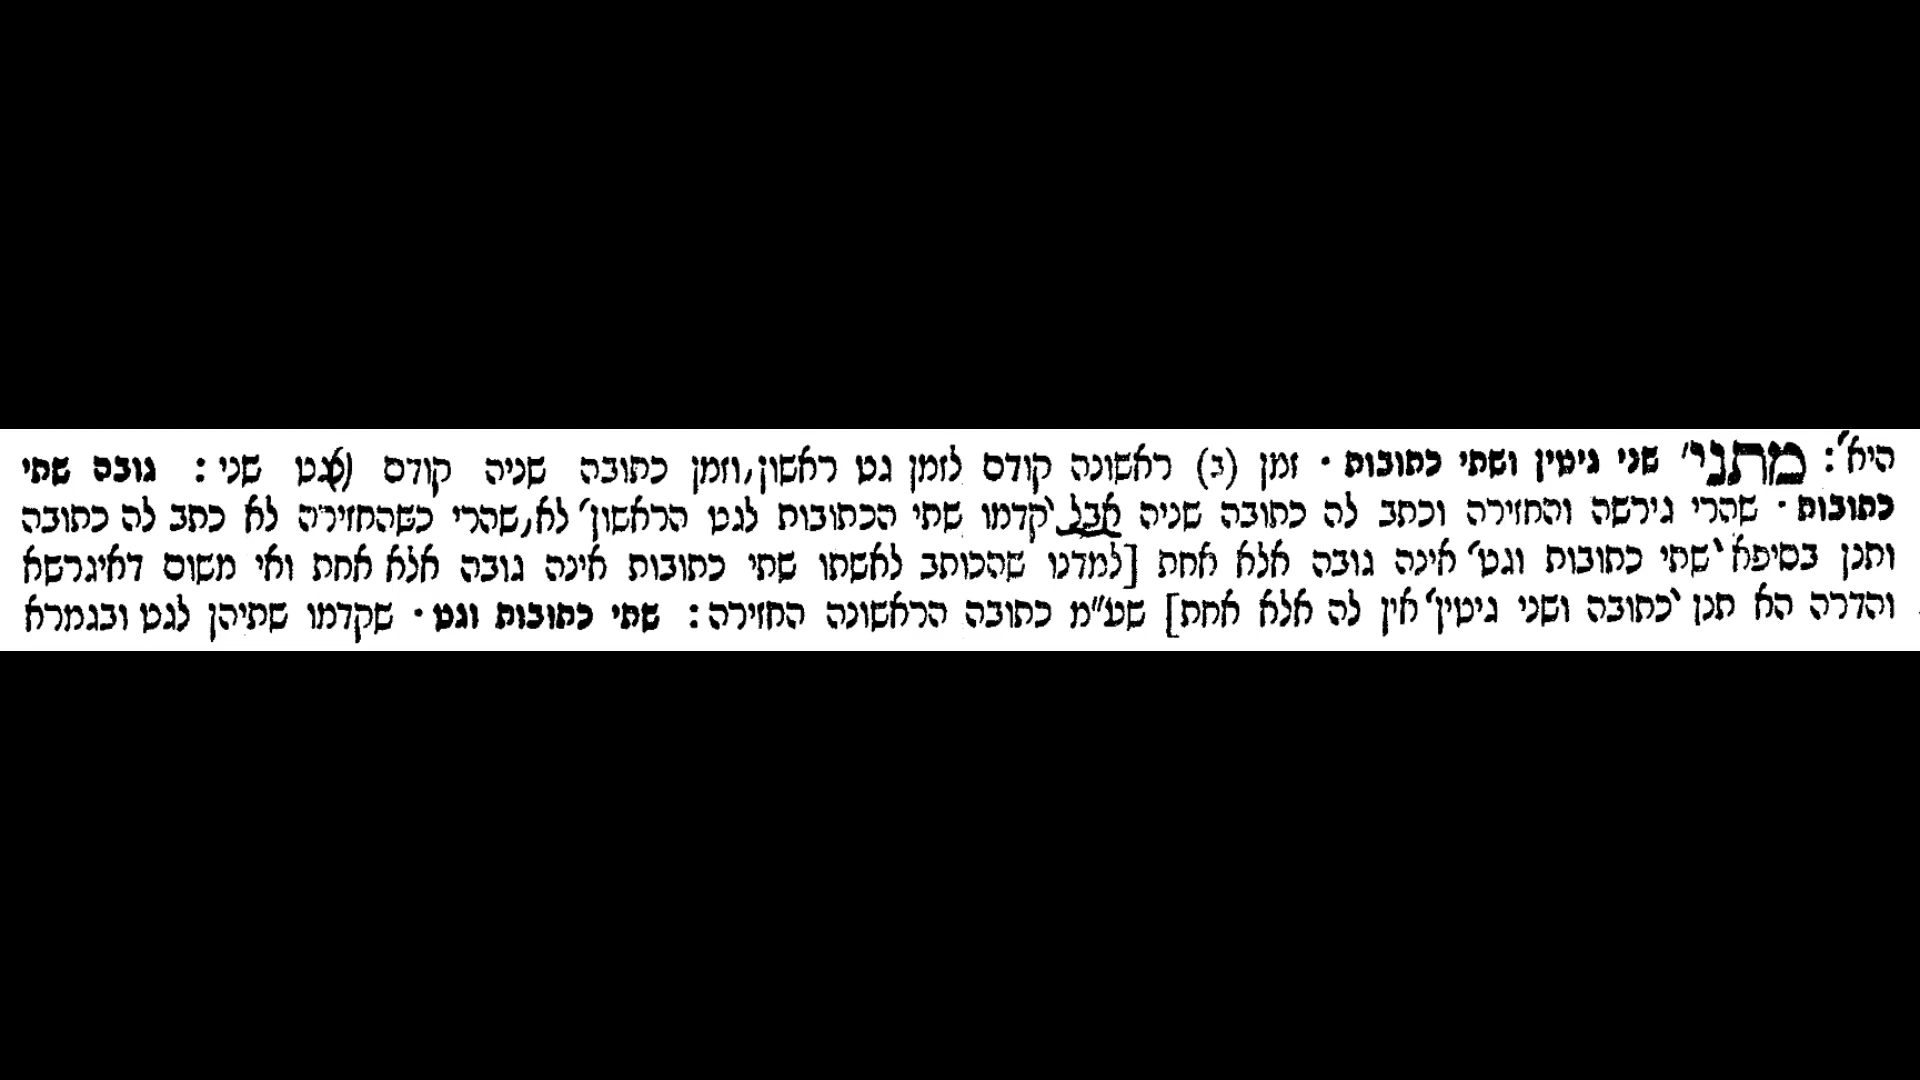 היא': מתני' שני גיטין ושתי כתובות · זמן (ב) ראשונה קודם לזמן גט ראשון, וזמן כתובה שניה קודם לגט שני : גובה שתי
כתובות · שהרי גירשה והחזירה וכתב לה כתובה שניה אבל 'קדמו שתי הכתובות לגט הראשון' לא, שהרי כשהחזירה לא כתב לה כתובה
ותנן בסיפא 'שתי כתובות וגט' אינה גובה אלא אחת [למדנו שהכותב לאשתו שתי כתובות אינה גובה אלא אחת ואי משום דאיגרשא
והדרה הא תנן 'כתובה ושני גיטין' אין לה אלא אחת] שע"מ כתובה הראשונה החזירה : שתי כתובות וגט · שקדמו שתיהן לגט ובגמרא